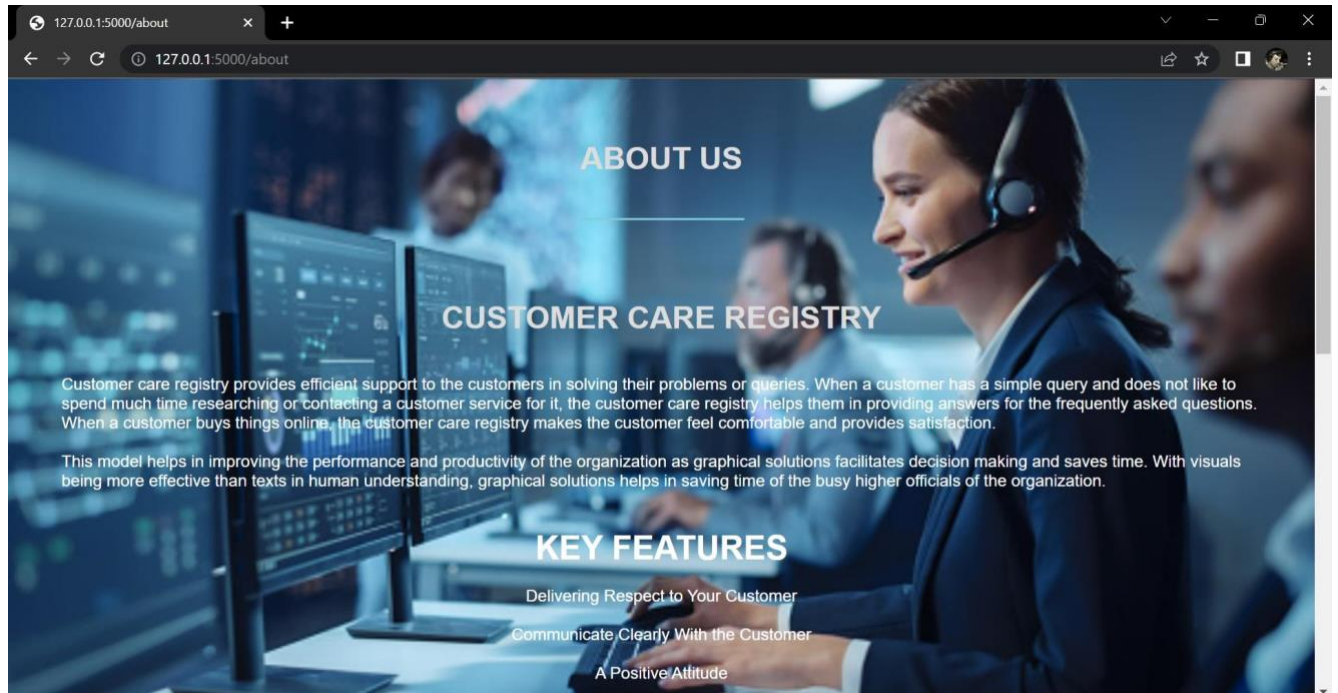 127.0.0.1:5000/about
127.0.0.1:5000/about
ABOUT US
CUSTOMER CARE REGISTRY
Customer care registry provides efficient support to the customers in solving their problems or queries. When a customer has a simple query and does not like to
spend much time researching or contacting a customer service for it, the customer care registry helps them in providing answers for the frequently asked questions.
When a customer buys things online, the customer care registry makes the customer feel comfortable and provides satisfaction.
This model helps in improving the performance and productivity of the organization as graphical solutions facilitates decision making and saves time. With visuals
being more effective than texts in human understanding, graphical solutions helps in saving time of the busy higher officials of the organization.
KEY FEATURES
Delivering Respect to Your Customer
Communicate Clearly With the Customer
A Positive Attitude